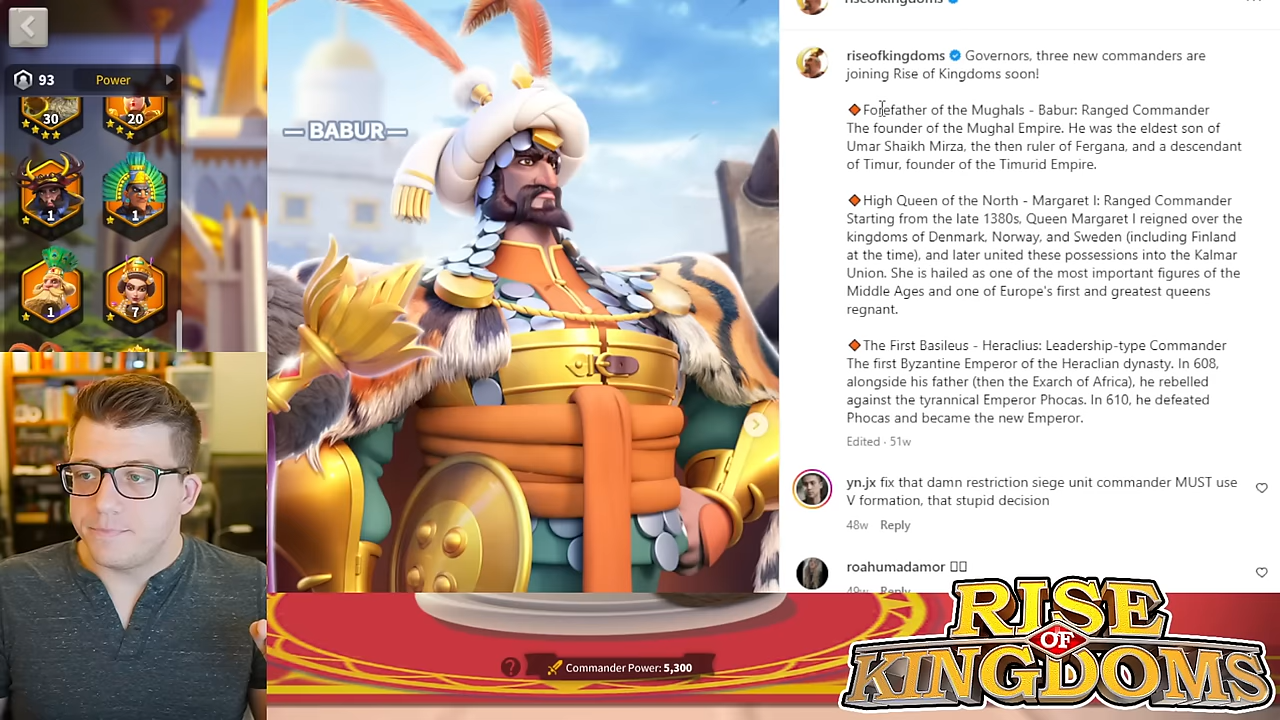 93 Power
30 20
1 1
1 7
— BABUR —
riseofkingdoms
riseofkingdoms Governors, three new commanders are
joining Rise of Kingdoms soon!
Forefather of the Mughals - Babur: Ranged Commander
The founder of the Mughal Empire. He was the eldest son of
Umar Shaikh Mirza, the then ruler of Fergana, and a descendant
of Timur, founder of the Timurid Empire.
High Queen of the North - Margaret I: Ranged Commander
Starting from the late 1380s, Queen Margaret I reigned over the
kingdoms of Denmark, Norway, and Sweden (including Finland
at the time), and later united these possessions into the Kalmar
Union. She is hailed as one of the most important figures of the
Middle Ages and one of Europe's first and greatest queens
regnant.
The First Basileus - Heraclius: Leadership-type Commander
The first Byzantine Emperor of the Heraclian dynasty. In 608,
alongside his father (then the Exarch of Africa), he rebelled
against the tyrannical Emperor Phocas. In 610, he defeated
Phocas and became the new Emperor.
Edited · 51w
yn.jx fix that damn restriction siege unit commander MUST use
V formation, that stupid decision
48w Reply
roahumadamor
49w Reply
? Commander Power: 5,300
RISE
OF
KINGDOMS